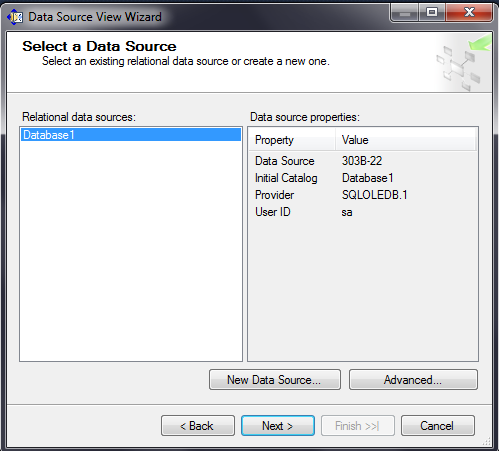 Data Source View Wizard
Select a Data Source
Select an existing relational data source or create a new one.
Relational data sources:
Database1
Data source properties:
Property Value
Data Source 303B-22
Initial Catalog Database1
Provider SQLOLEDB.1
User ID sa
New Data Source... Advanced...
< Back Next > Finish >>| Cancel